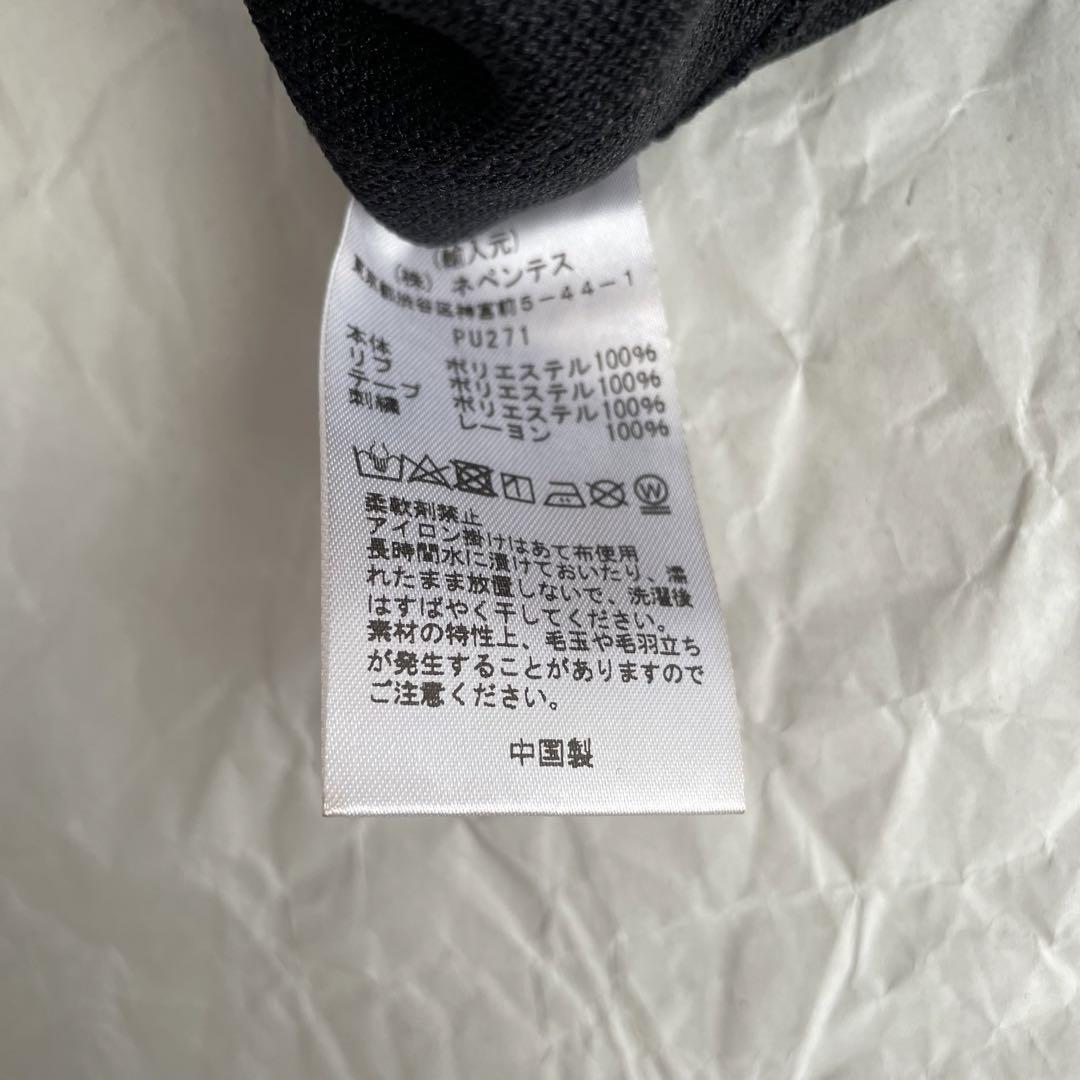 (輸入元)
(株) ネペンテス
東京都渋谷区神宮前5-44-1
PU271
本体 ポリエステル100%
リブ ポリエステル100%
テープ ポリエステル100%
刺繍 レーヨン 100%
W
柔軟剤禁止
アイロン掛けはあて布使用
長時間水に漬けておいたり、濡
れたまま放置しないで、洗濯後
はすばやく干してください。
素材の特性上、毛玉や毛羽立ち
が発生することがありますので
ご注意ください。
中国製